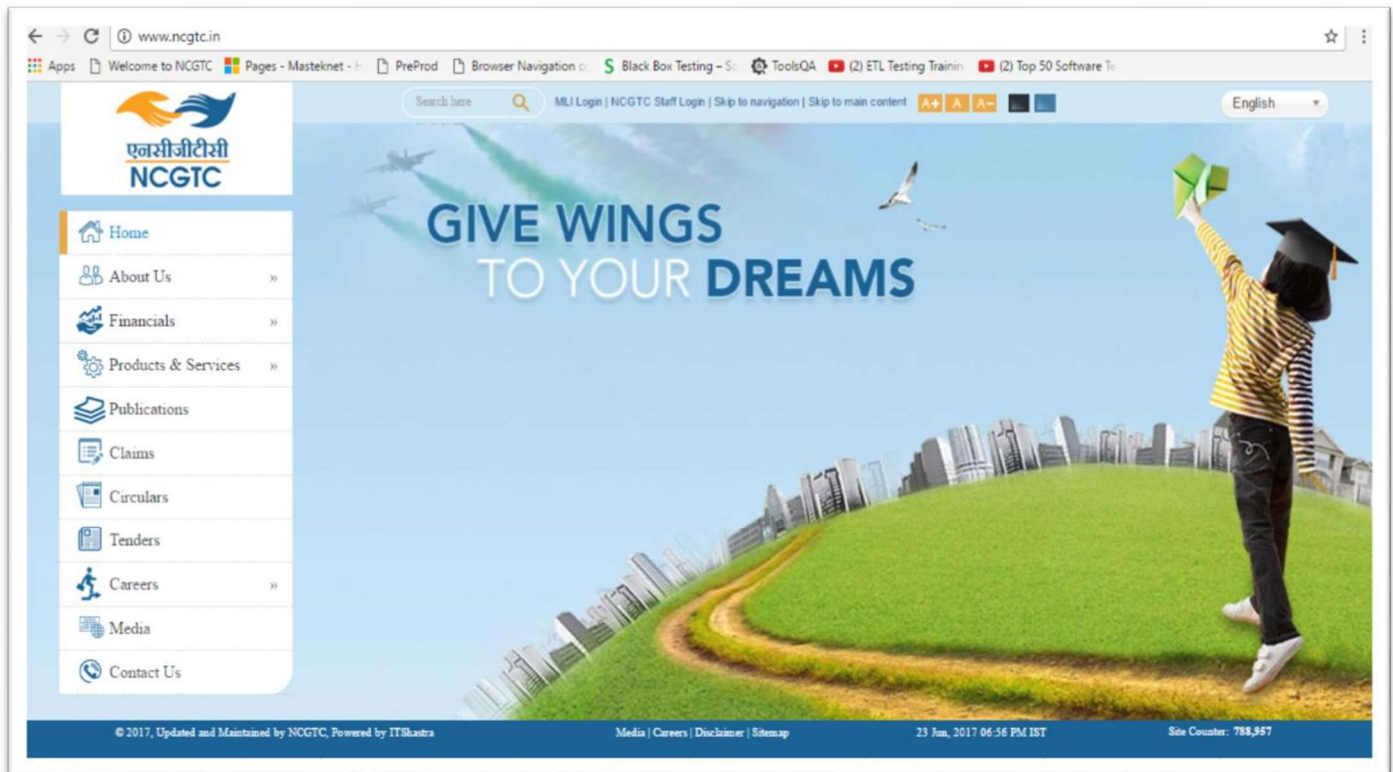 www.ncgtc.in
Apps Welcome to NCGTC Pages - Masteknet - PreProd Browser Navigation Black Box Testing – ToolsQA (2) ETL Testing (2) Top 50 Software
Search here MLI Login | NCGTC Staff Login | Skip to navigation | Skip to main content A+ A A- English
एनसीजीटीसी
NCGTC
GIVE WINGS
TO YOUR DREAMS
Home
About Us »
Financials »
Products & Services »
Publications
Claims
Circulars
Tenders
Careers »
Media
Contact Us
© 2017, Updated and Maintained by NCGTC, Powered by ITShastra Media | Careers | Disclaimer | Sitemap 23 Jun, 2017 06:56 PM IST Site Counter: 788,957